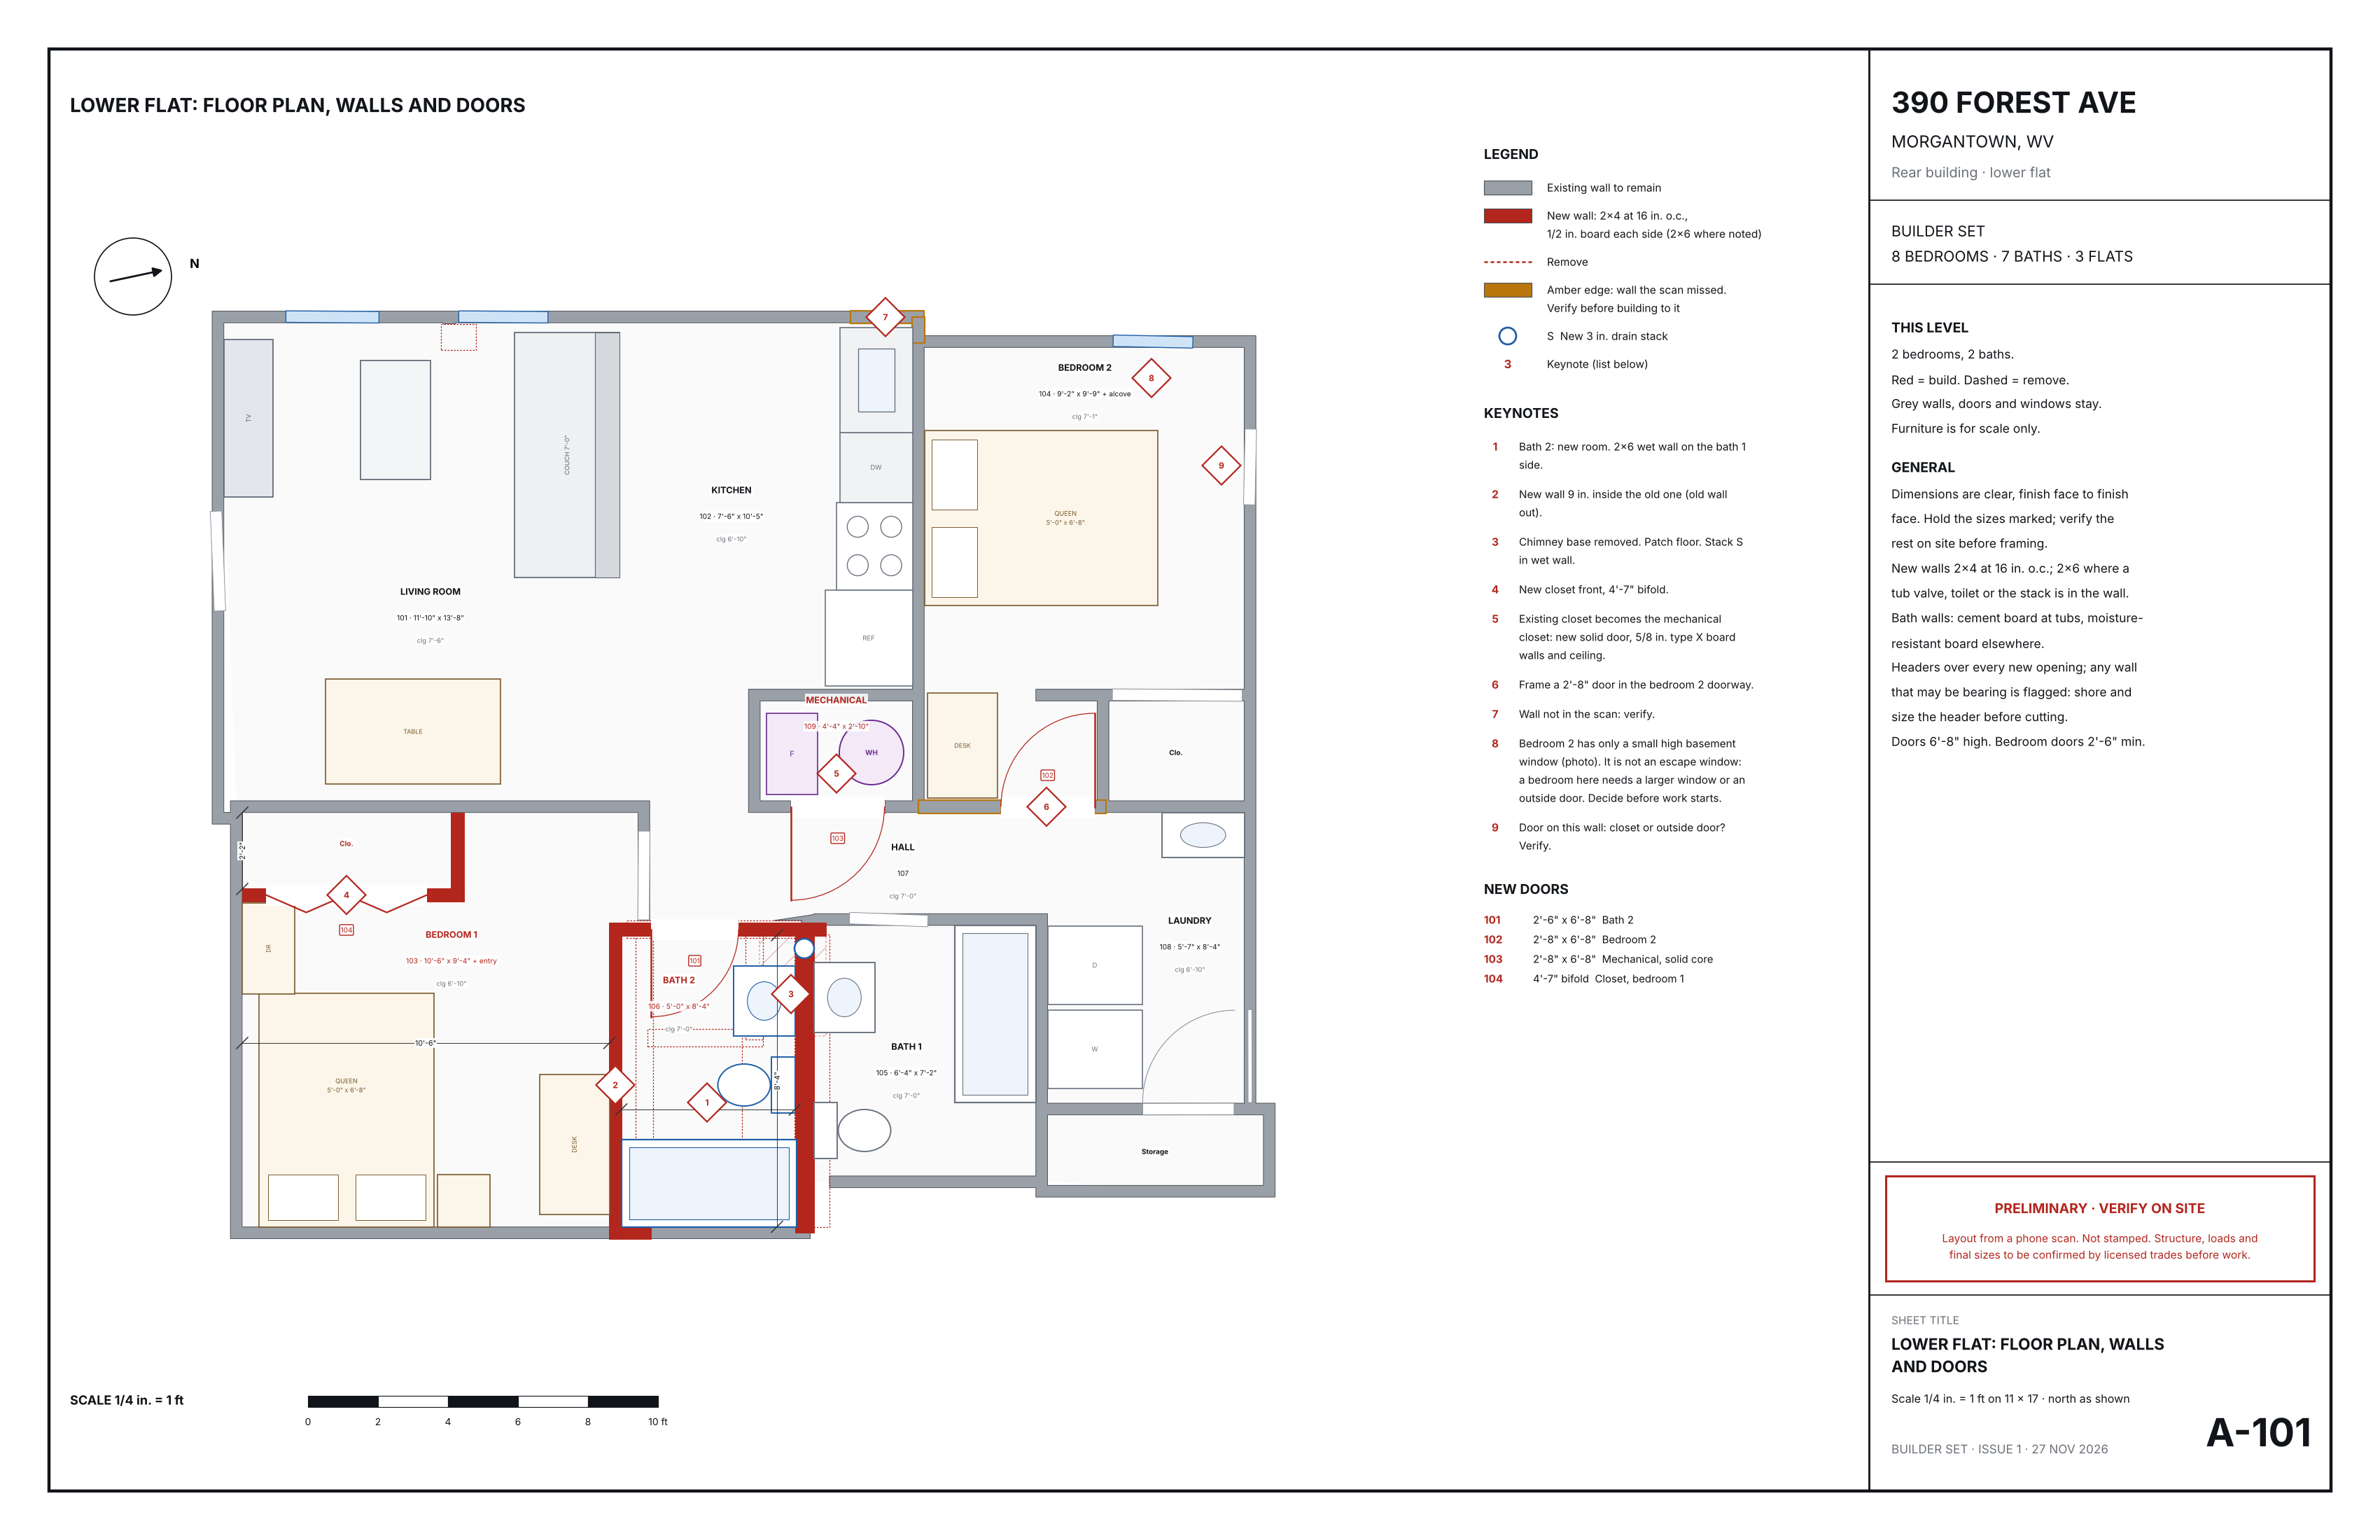 LOWER FLAT: FLOOR PLAN, WALLS AND DOORS
N
7
TV
COUCH 7'-0"
KITCHEN
102 · 7'-6" x 10'-5"
clg 6'-10"
DW
REF
BEDROOM 2
104 · 9'-2" x 9'-9" + alcove
clg 7'-1"
8
9
QUEEN
5'-0" x 6'-8"
LIVING ROOM
101 · 11'-10" x 13'-8"
clg 7'-6"
TABLE
MECHANICAL
109 · 4'-4" x 2'-10"
F
WH
5
DESK
102
6
Clo.
103
HALL
107
clg 7'-0"
2'-2"
Clo.
4
104
DR
BEDROOM 1
103 · 10'-6" x 9'-4" + entry
clg 6'-10"
10'-6"
QUEEN
5'-0" x 6'-8"
DESK
2
101
BATH 2
106 · 5'-0" x 8'-4"
clg 7'-0"
3
1
8'-4"
BATH 1
105 · 6'-4" x 7'-2"
clg 7'-0"
LAUNDRY
108 · 5'-7" x 8'-4"
clg 6'-10"
D
W
Storage
SCALE 1/4 in. = 1 ft
0 2 4 6 8 10 ft
LEGEND
Existing wall to remain
New wall: 2×4 at 16 in. o.c.,
1/2 in. board each side (2×6 where noted)
Remove
Amber edge: wall the scan missed.
Verify before building to it
S New 3 in. drain stack
3 Keynote (list below)
KEYNOTES
1 Bath 2: new room. 2×6 wet wall on the bath 1
side.
2 New wall 9 in. inside the old one (old wall
out).
3 Chimney base removed. Patch floor. Stack S
in wet wall.
4 New closet front, 4'-7" bifold.
5 Existing closet becomes the mechanical
closet: new solid door, 5/8 in. type X board
walls and ceiling.
6 Frame a 2'-8" door in the bedroom 2 doorway.
7 Wall not in the scan: verify.
8 Bedroom 2 has only a small high basement
window (photo). It is not an escape window:
a bedroom here needs a larger window or an
outside door. Decide before work starts.
9 Door on this wall: closet or outside door?
Verify.
NEW DOORS
101 2'-6" x 6'-8" Bath 2
102 2'-8" x 6'-8" Bedroom 2
103 2'-8" x 6'-8" Mechanical, solid core
104 4'-7" bifold Closet, bedroom 1
390 FOREST AVE
MORGANTOWN, WV
Rear building · lower flat
BUILDER SET
8 BEDROOMS · 7 BATHS · 3 FLATS
THIS LEVEL
2 bedrooms, 2 baths.
Red = build. Dashed = remove.
Grey walls, doors and windows stay.
Furniture is for scale only.
GENERAL
Dimensions are clear, finish face to finish
face. Hold the sizes marked; verify the
rest on site before framing.
New walls 2×4 at 16 in. o.c.; 2×6 where a
tub valve, toilet or the stack is in the wall.
Bath walls: cement board at tubs, moisture-
resistant board elsewhere.
Headers over every new opening; any wall
that may be bearing is flagged: shore and
size the header before cutting.
Doors 6'-8" high. Bedroom doors 2'-6" min.
PRELIMINARY · VERIFY ON SITE
Layout from a phone scan. Not stamped. Structure, loads and
final sizes to be confirmed by licensed trades before work.
SHEET TITLE
LOWER FLAT: FLOOR PLAN, WALLS
AND DOORS
Scale 1/4 in. = 1 ft on 11 × 17 · north as shown
BUILDER SET · ISSUE 1 · 27 NOV 2026
A-101